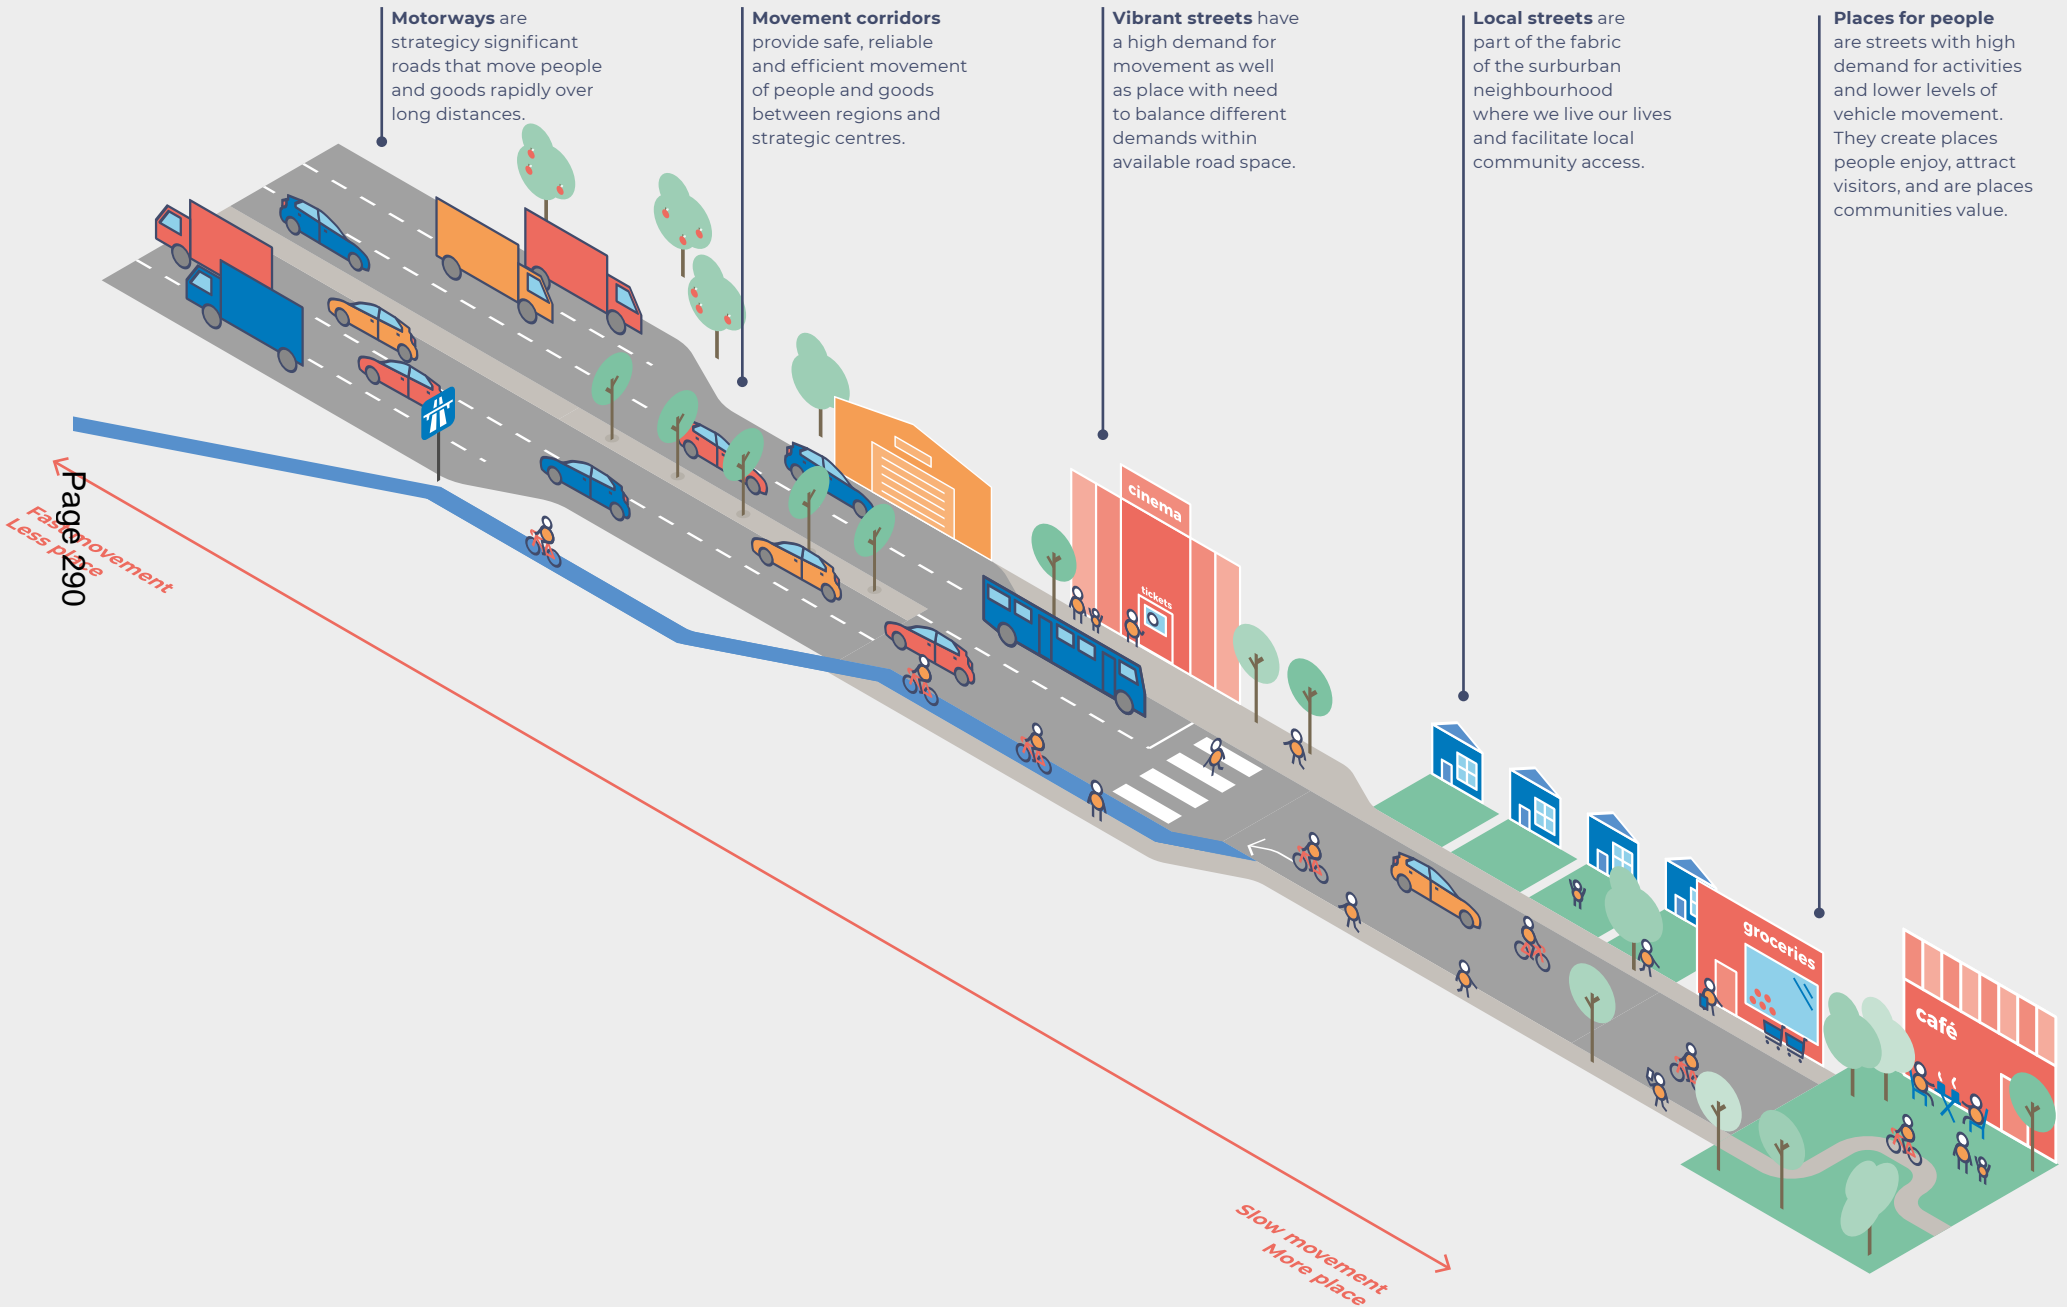 Motorways are
strategicy significant
roads that move people
and goods rapidly over
long distances.
Movement corridors
provide safe, reliable
and efficient movement
of people and goods
between regions and
strategic centres.
Vibrant streets have
a high demand for
movement as well
as place with need
to balance different
demands within
available road space.
Local streets are
part of the fabric
of the surburban
neighbourhood
where we live our lives
and facilitate local
community access.
Places for people
are streets with high
demand for activities
and lower levels of
vehicle movement.
They create places
people enjoy, attract
visitors, and are places
communities value.
Page 290
Fast movement
Less place
cinema
tickets
groceries
café
Slow movement
More place